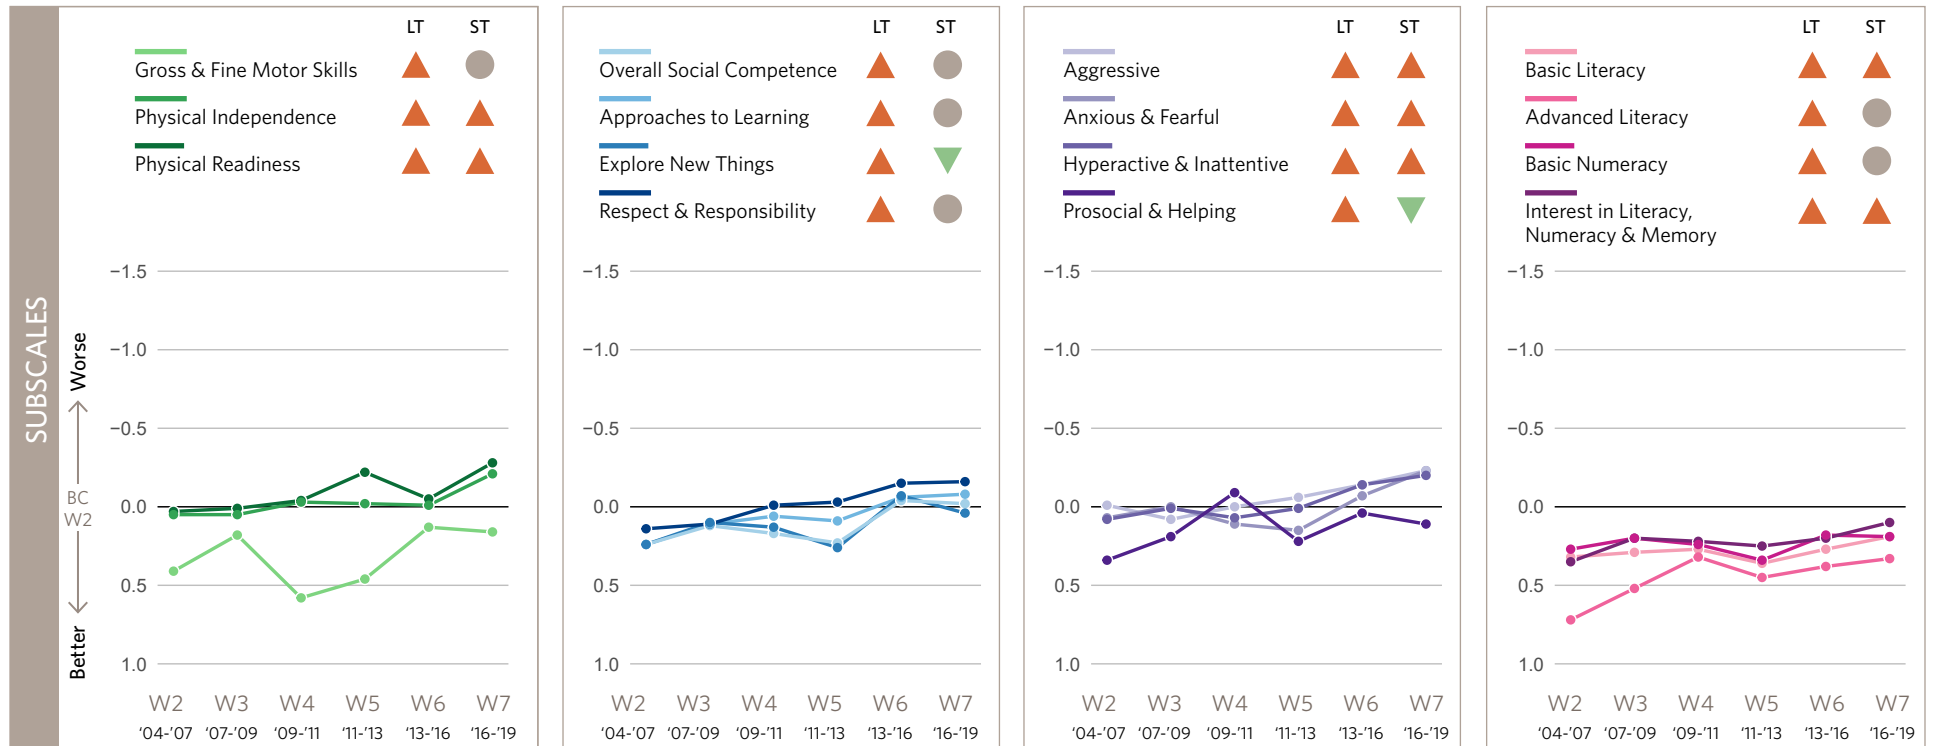 SUBSCALES
Worse
BC
W2
Better
LT ST
Gross & Fine Motor Skills
Physical Independence
Physical Readiness
−1.5
−1.0
−0.5
0.0
0.5
1.0
W2 W3 W4 W5 W6 W7
‘04-’07 ‘07-’09 ‘09-’11 ‘11-’13 ‘13-’16 ‘16-’19
LT ST
Overall Social Competence
Approaches to Learning
Explore New Things
Respect & Responsibility
−1.5
−1.0
−0.5
0.0
0.5
1.0
W2 W3 W4 W5 W6 W7
‘04-’07 ‘07-’09 ‘09-’11 ‘11-’13 ‘13-’16 ‘16-’19
LT ST
Aggressive
Anxious & Fearful
Hyperactive & Inattentive
Prosocial & Helping
−1.5
−1.0
−0.5
0.0
0.5
1.0
W2 W3 W4 W5 W6 W7
‘04-’07 ‘07-’09 ‘09-’11 ‘11-’13 ‘13-’16 ‘16-’19
LT ST
Basic Literacy
Advanced Literacy
Basic Numeracy
Interest in Literacy,
Numeracy & Memory
−1.5
−1.0
−0.5
0.0
0.5
1.0
W2 W3 W4 W5 W6 W7
‘04-’07 ‘07-’09 ‘09-’11 ‘11-’13 ‘13-’16 ‘16-’19